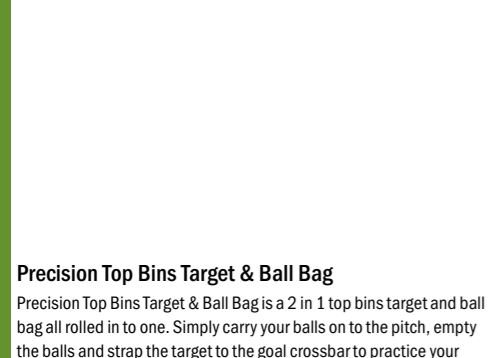 Precision Top Bins Target & Ball Bag
Precision Top Bins Target & Ball Bag is a 2 in 1 top bins target and ball
bag all rolled in to one. Simply carry your balls on to the pitch, empty
the balls and strap the target to the goal crossbar to practice your